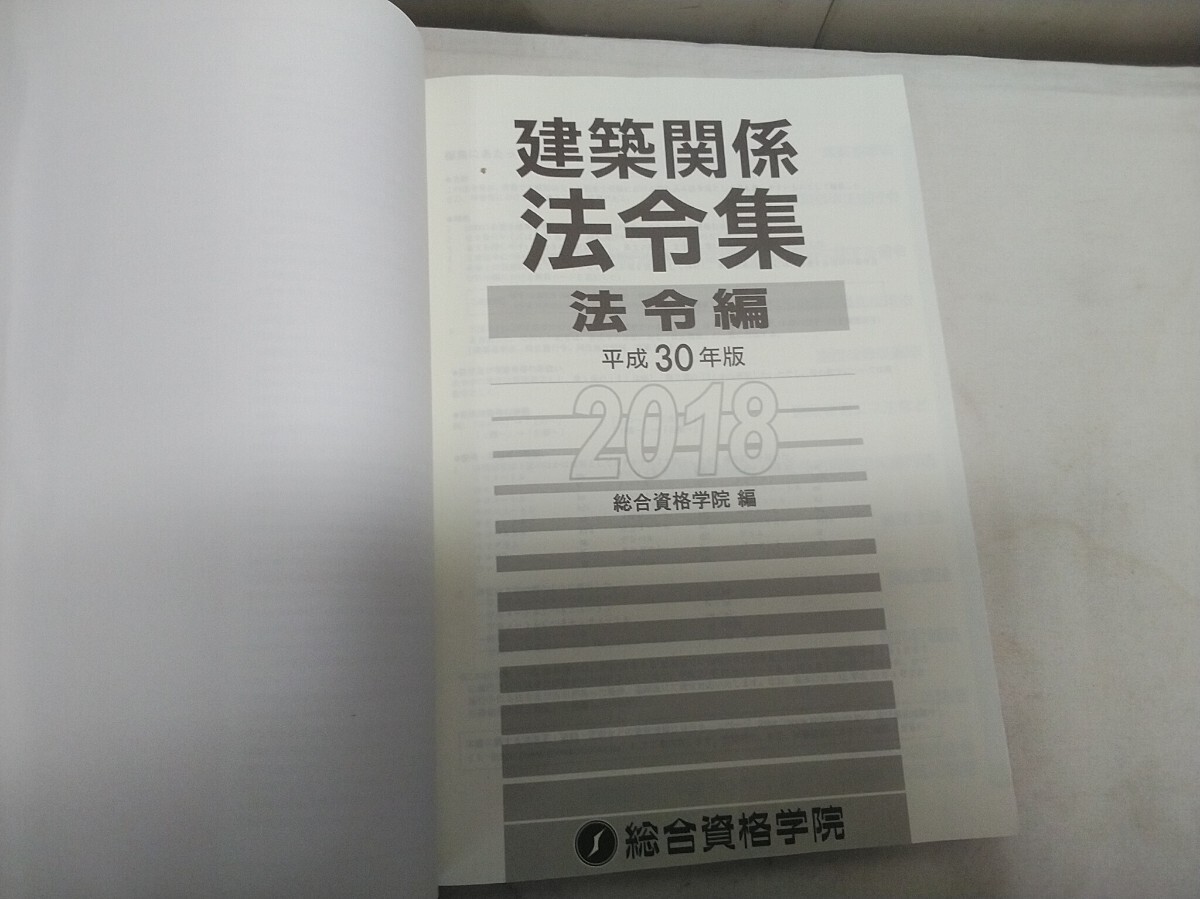 建築関係
法令集
法令編
平成30年版
2018
総合資格学院 編
総合資格学院